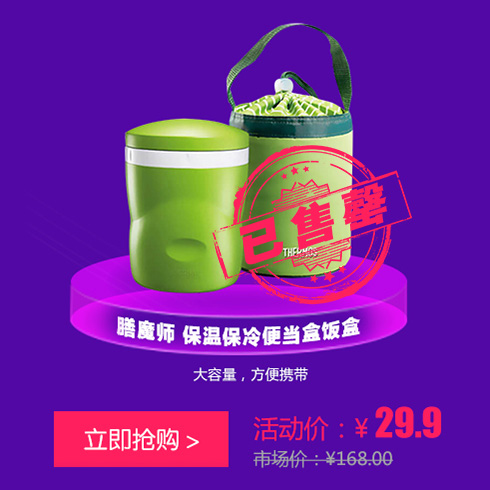 THERMOS
已售罄
膳魔师 保温保冷便当盒饭盒
大容量，方便携带
立即抢购 >
活动价：¥ 29.9
市场价：¥168.00